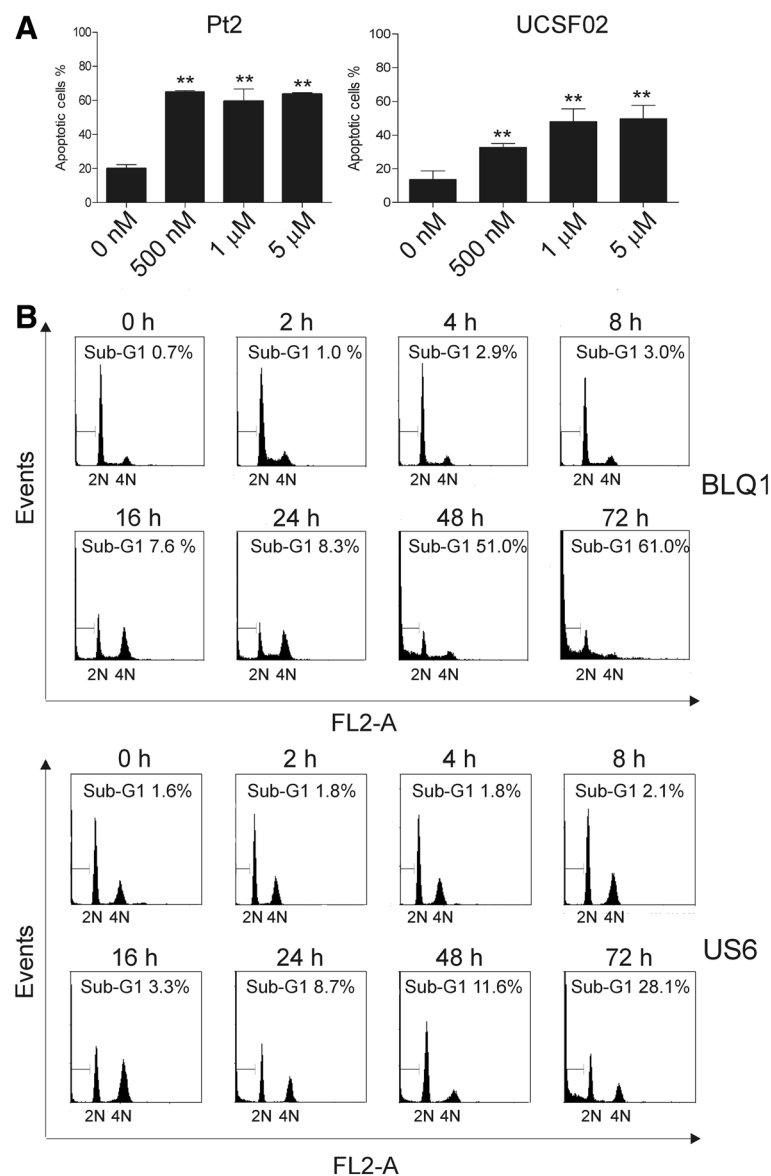 A
Pt2
UCSF02
Apoptotic cells %
100
80
60
40
20
0
** ** **
0 nM 500 nM 1 μM 5 μM
Apoptotic cells %
100
80
60
40
20
0
** ** **
0 nM 500 nM 1 μM 5 μM
B
0 h 2 h 4 h 8 h
Sub-G1 0.7% Sub-G1 1.0 % Sub-G1 2.9% Sub-G1 3.0%
2N 4N 2N 4N 2N 4N 2N 4N
BLQ1
Events
16 h 24 h 48 h 72 h
Sub-G1 7.6 % Sub-G1 8.3% Sub-G1 51.0% Sub-G1 61.0%
2N 4N 2N 4N 2N 4N 2N 4N
FL2-A
0 h 2 h 4 h 8 h
Sub-G1 1.6% Sub-G1 1.8% Sub-G1 1.8% Sub-G1 2.1%
2N 4N 2N 4N 2N 4N 2N 4N
US6
Events
16 h 24 h 48 h 72 h
Sub-G1 3.3% Sub-G1 8.7% Sub-G1 11.6% Sub-G1 28.1%
2N 4N 2N 4N 2N 4N 2N 4N
FL2-A